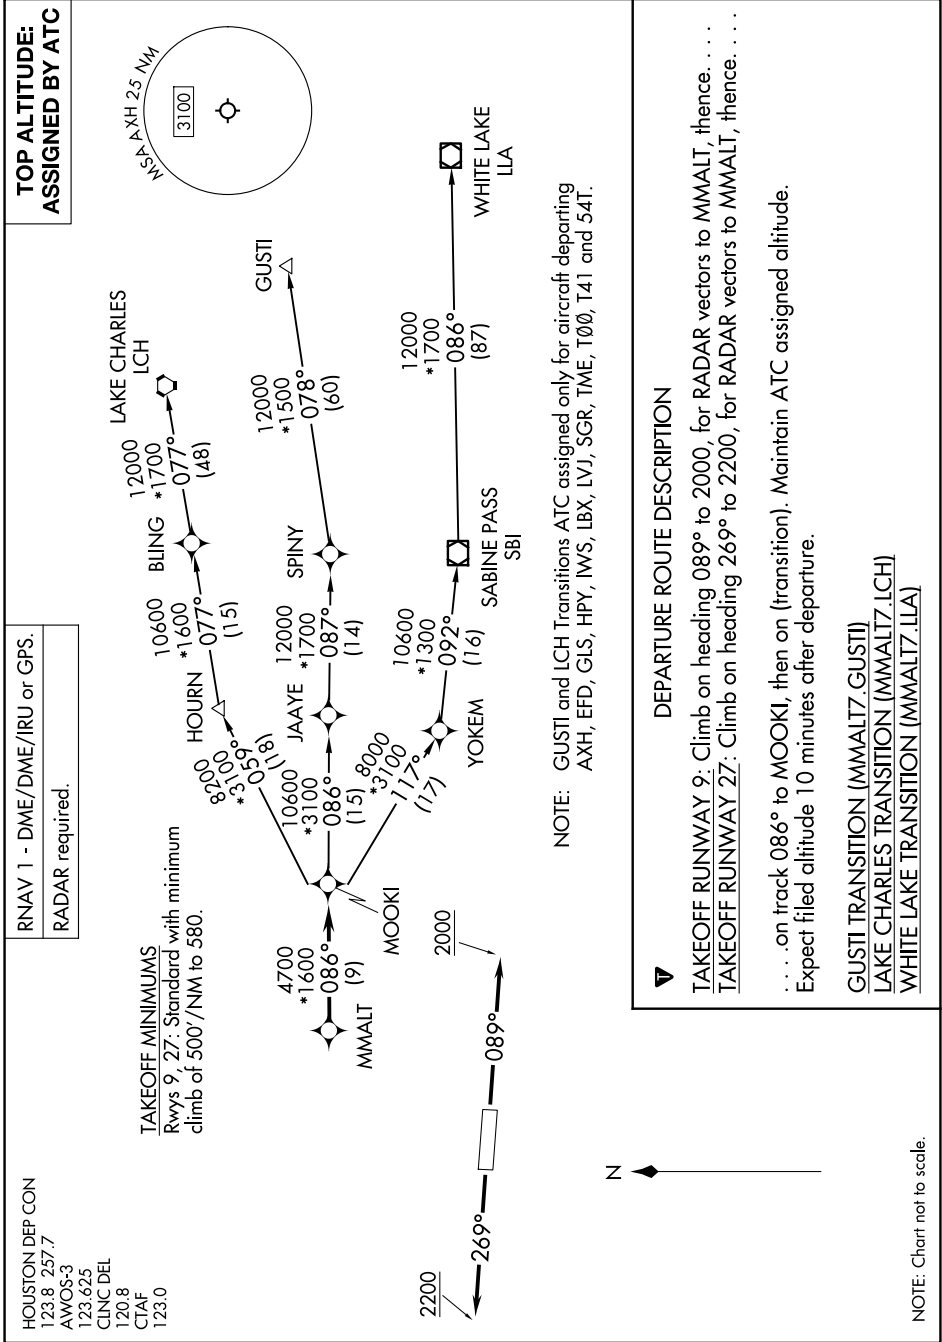 HOUSTON DEP CON
123.8 257.7
AWOS-3
123.625
CLNC DEL
120.8
CTAF
123.0
RNAV 1 - DME/DME/IRU or GPS.
RADAR required.
TOP ALTITUDE:
ASSIGNED BY ATC
TAKEOFF MINIMUMS
Rwys 9, 27: Standard with minimum
climb of 500'/NM to 580.
MSA AXH 25 NM
3100
LAKE CHARLES
LCH
12000
*1700
077°
(48)
BLING
10600
*1600
077°
(15)
HOURN
8200
*3100
059°
(18)
GUSTI
12000
*1500
078°
(60)
SPINY
12000
*1700
087°
(14)
JAAYE
10600
*3100
086°
(15)
4700
*1600
086°
(9)
MMALT
MOOKI
8000
*3100
117°
(17)
YOKEM
10600
*1300
092°
(16)
SABINE PASS
SBI
12000
*1700
086°
(87)
WHITE LAKE
LLA
2200
269°
089°
2000
NOTE: GUSTI and LCH Transitions ATC assigned only for aircraft departing
AXH, EFD, GLS, HPY, IWS, LBX, LVJ, SGR, TME, TØØ, T41 and 54T.
N
NOTE: Chart not to scale.
T
DEPARTURE ROUTE DESCRIPTION
TAKEOFF RUNWAY 9: Climb on heading 089° to 2000, for RADAR vectors to MMALT, thence. . . .
TAKEOFF RUNWAY 27: Climb on heading 269° to 2200, for RADAR vectors to MMALT, thence. . . .
. . . .on track 086° to MOOKI, then on (transition). Maintain ATC assigned altitude.
Expect filed altitude 10 minutes after departure.
GUSTI TRANSITION (MMALT7.GUSTI)
LAKE CHARLES TRANSITION (MMALT7.LCH)
WHITE LAKE TRANSITION (MMALT7.LLA)